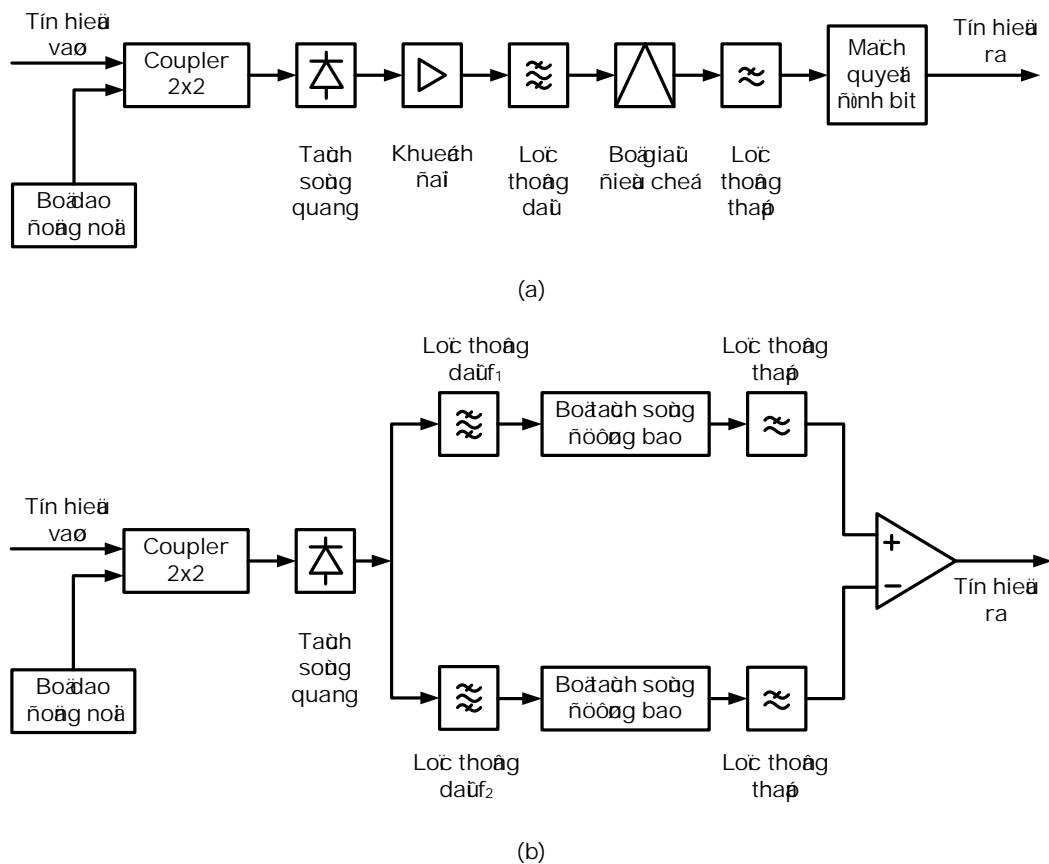 Tín hieäu
vaøo
Coupler
2x2
Boä dao
ñoäng noäi
Taùch
soùng
quang
Khueách
ñaïi
Loïc
thoâng
daûi
Boä giaûi
ñieàu cheá
Loïc
thoâng
thaáp
Maïch
quyeát
ñònh bit
Tín hieäu
ra
(a)
Loïc thoâng
daûi f₁
Boä taùch soùng
ñöôøng bao
Loïc thoâng
thaáp
Tín hieäu
vaøo
Coupler
2x2
Boä dao
ñoäng noäi
Taùch
soùng
quang
+
−
Tín hieäu
ra
Boä taùch soùng
ñöôøng bao
Loïc thoâng
daûi f₂
Loïc thoâng
thaáp
(b)